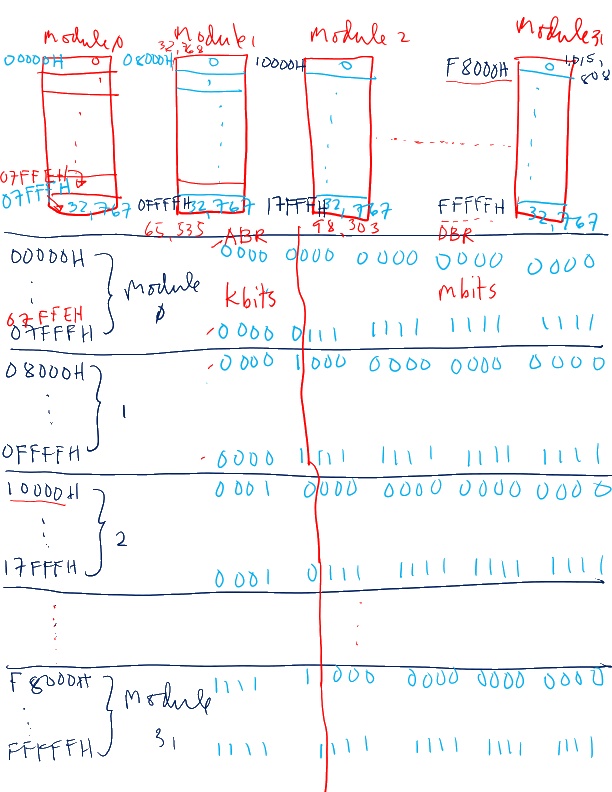 Module 0 Module 1 Module 2 Module 31
32,768
00000H 0 08000H 0 10000H 0 F8000H 0 1,015,808
1
07FFEH
07FFFH 32,767 0FFFFH 32,767 17FFFH 32,767 FFFFFH 32,767
65,535 98,303
ABR DBR
00000H 0000 0000 0000 0000 0000
Module 0 kbits mbits
07FFEH
07FFFH 0000 0111 1111 1111 1111
08000H 0000 1000 0000 0000 0000
1
0FFFFH 0000 1111 1111 1111 1111
10000H 0001 0000 0000 0000 0000
2
17FFFH 0001 0111 1111 1111 1111
F8000H 1111 1000 0000 0000 0000
Module 31
FFFFFH 1111 1111 1111 1111 1111